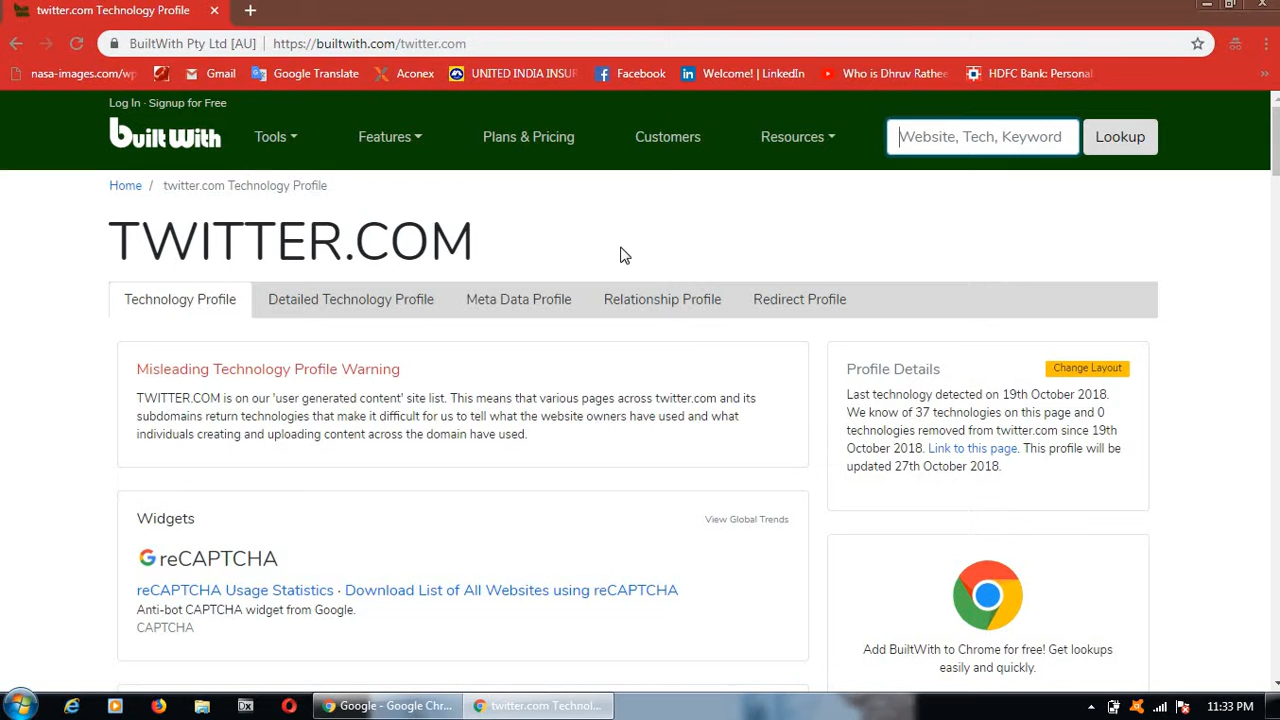 twitter.com Technology Profile
BuiltWith Pty Ltd [AU] https://builtwith.com/twitter.com
nasa-images.com/wp Gmail Google Translate Aconex UNITED INDIA INSUR Facebook Welcome! | LinkedIn Who is Dhruv Rathee HDFC Bank: Personal
Log In · Signup for Free
builtWith Tools Features Plans & Pricing Customers Resources Website, Tech, Keyword Lookup
Home / twitter.com Technology Profile
TWITTER.COM
Technology Profile Detailed Technology Profile Meta Data Profile Relationship Profile Redirect Profile
Misleading Technology Profile Warning
TWITTER.COM is on our 'user generated content' site list. This means that various pages across twitter.com and its
subdomains return technologies that make it difficult for us to tell what the website owners have used and what
individuals creating and uploading content across the domain have used.
Profile Details Change Layout
Last technology detected on 19th October 2018.
We know of 37 technologies on this page and 0
technologies removed from twitter.com since 19th
October 2018. Link to this page. This profile will be
updated 27th October 2018.
Widgets View Global Trends
reCAPTCHA
reCAPTCHA Usage Statistics · Download List of All Websites using reCAPTCHA
Anti-bot CAPTCHA widget from Google.
CAPTCHA
Add BuiltWith to Chrome for free! Get lookups
easily and quickly.
Dx Google - Google Chr... twitter.com Technol... 11:33 PM